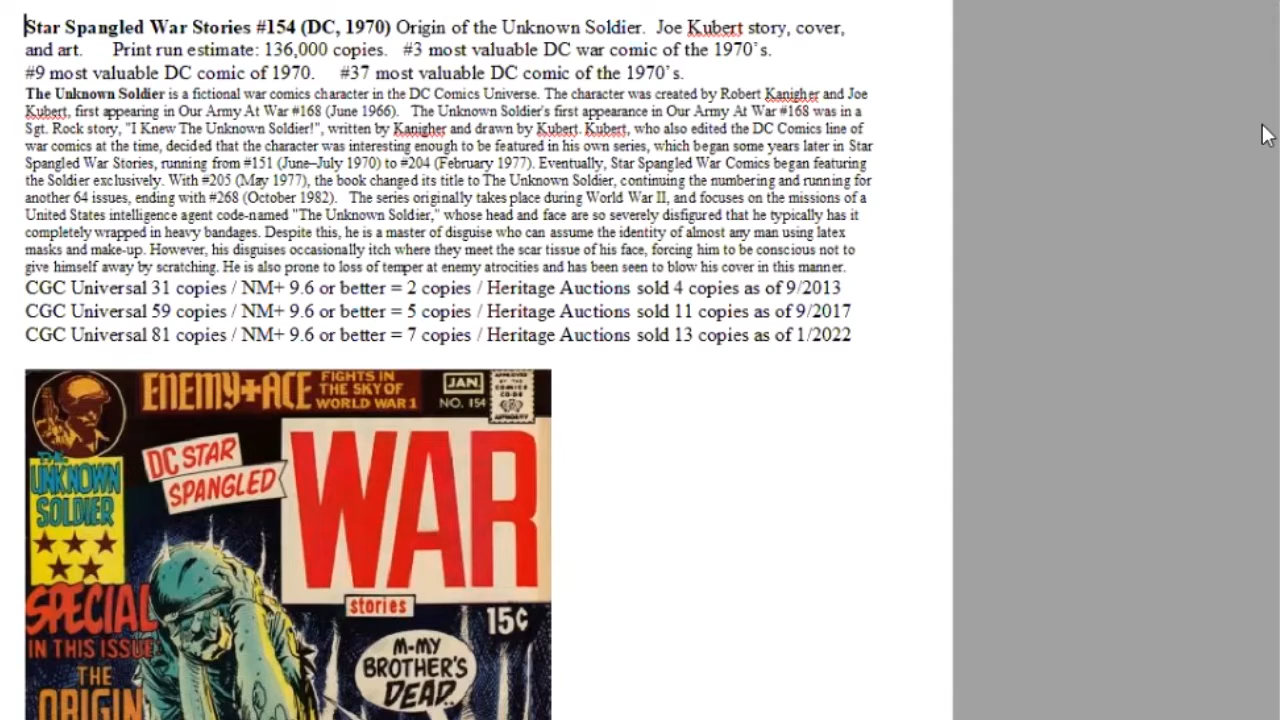 Star Spangled War Stories #154 (DC, 1970) Origin of the Unknown Soldier.  Joe Kubert story, cover,
and art.     Print run estimate: 136,000 copies.   #3 most valuable DC war comic of the 1970's.
#9 most valuable DC comic of 1970.     #37 most valuable DC comic of the 1970's.
The Unknown Soldier is a fictional war comics character in the DC Comics Universe. The character was created by Robert Kanigher and Joe
Kubert, first appearing in Our Army At War #168 (June 1966).   The Unknown Soldier's first appearance in Our Army At War #168 was in a
Sgt. Rock story, "I Knew The Unknown Soldier!", written by Kanigher and drawn by Kubert. Kubert, who also edited the DC Comics line of
war comics at the time, decided that the character was interesting enough to be featured in his own series, which began some years later in Star
Spangled War Stories, running from #151 (June–July 1970) to #204 (February 1977). Eventually, Star Spangled War Comics began featuring
the Soldier exclusively. With #205 (May 1977), the book changed its title to The Unknown Soldier, continuing the numbering and running for
another 64 issues, ending with #268 (October 1982).   The series originally takes place during World War II, and focuses on the missions of a
United States intelligence agent code-named "The Unknown Soldier," whose head and face are so severely disfigured that he typically has it
completely wrapped in heavy bandages. Despite this, he is a master of disguise who can assume the identity of almost any man using latex
masks and make-up. However, his disguises occasionally itch where they meet the scar tissue of his face, forcing him to be conscious not to
give himself away by scratching. He is also prone to loss of temper at enemy atrocities and has been seen to blow his cover in this manner.
CGC Universal 31 copies / NM+ 9.6 or better = 2 copies / Heritage Auctions sold 4 copies as of 9/2013
CGC Universal 59 copies / NM+ 9.6 or better = 5 copies / Heritage Auctions sold 11 copies as of 9/2017
CGC Universal 81 copies / NM+ 9.6 or better = 7 copies / Heritage Auctions sold 13 copies as of 1/2022
ENEMY+ACE
FIGHTS IN
THE SKY OF
WORLD WAR 1
JAN.
NO. 154
APPROVED
BY THE
COMICS
CODE
AUTHORITY
DC STAR
SPANGLED
WAR
stories
15¢
THE
UNKNOWN
SOLDIER
SPECIAL
IN THIS ISSUE
THE
ORIGIN
M-MY
BROTHER'S
DEAD..